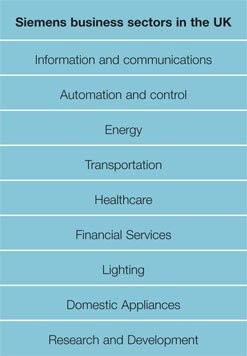 Siemens business sectors in the UK
Information and communications
Automation and control
Energy
Transportation
Healthcare
Financial Services
Lighting
Domestic Appliances
Research and Development